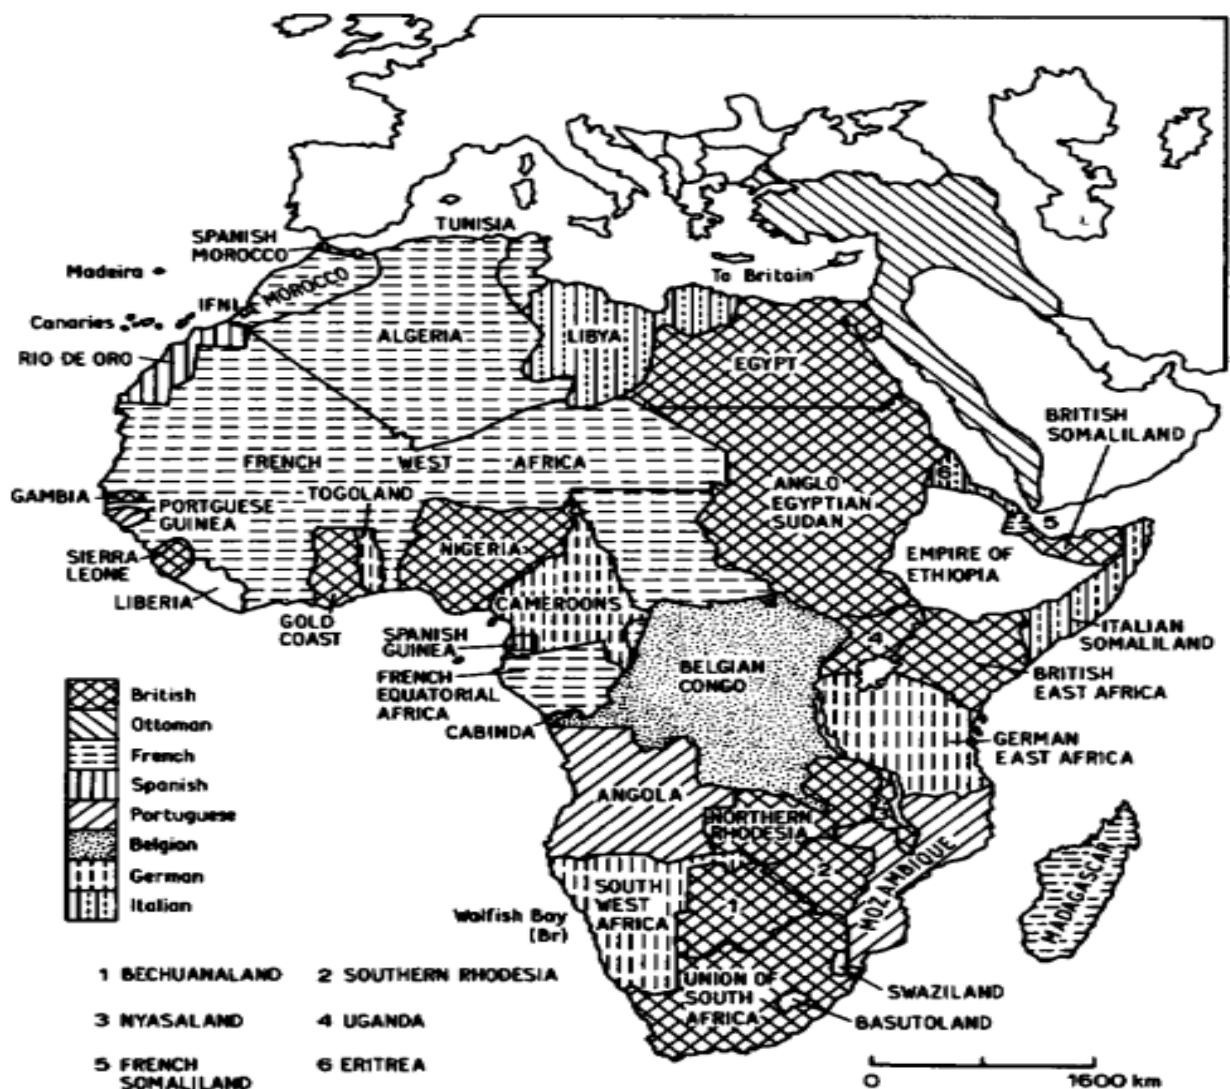 TUNISIA
SPANISH
MOROCCO
Madeira
MOROCCO
To Britain
IFNI
Canaries
ALGERIA
LIBYA
RIO DE ORO
EGYPT
BRITISH
SOMALILAND
FRENCH WEST AFRICA
6
ANGLO
EGYPTIAN
SUDAN
GAMBIA
TOGOLAND
PORTGUESE
GUINEA
5
NIGERIA
SIERRA
LEONE
EMPIRE OF
ETHIOPIA
LIBERIA
CAMEROONS
GOLD
COAST
ITALIAN
SOMALILAND
4
SPANISH
GUINEA
BELGIAN
CONGO
BRITISH
EAST AFRICA
FRENCH
EQUATORIAL
AFRICA
CABINDA
GERMAN
EAST AFRICA
British
Ottoman
French
Spanish
Portuguese
Belgian
German
Italian
ANGOLA
3
NORTHERN
RHODESIA
MOZAMBIQUE
MADAGASCAR
2
SOUTH
WEST
AFRICA
1
Walfish Bay
(Br)
UNION OF
SOUTH
AFRICA
SWAZILAND
BASUTOLAND
1 BECHUANALAND
2 SOUTHERN RHODESIA
3 NYASALAND
4 UGANDA
5 FRENCH
SOMALILAND
6 ERITREA
0 1600 km